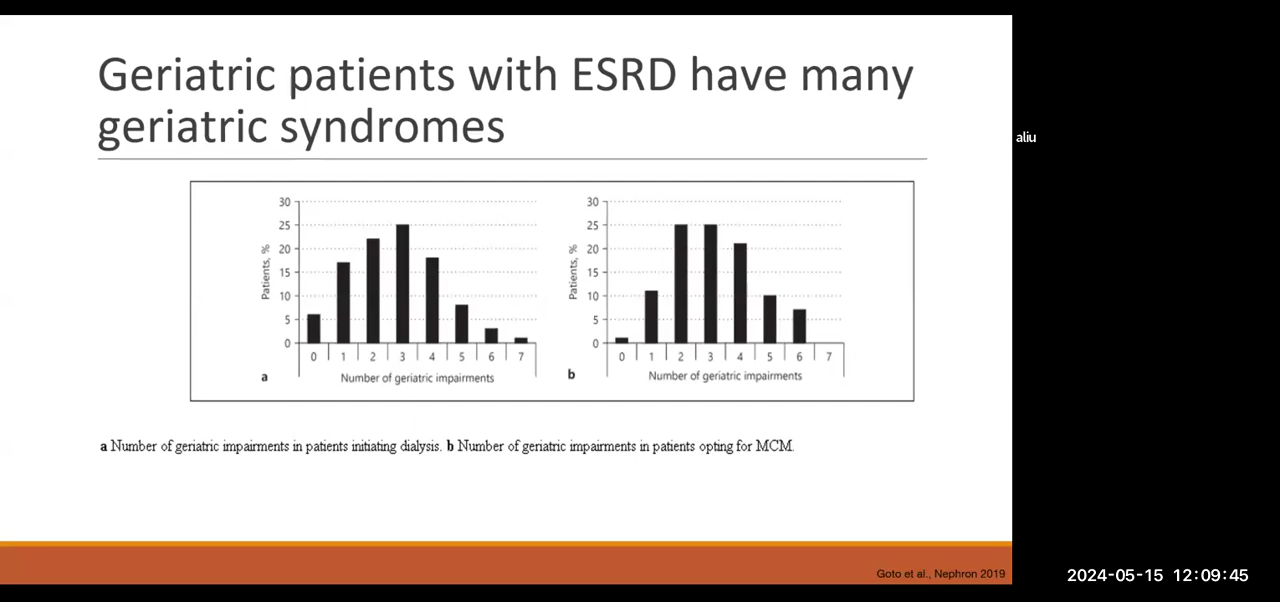 Geriatric patients with ESRD have many
geriatric syndromes
aliu
30
25
20
15
10
5
0
Patients, %
0 1 2 3 4 5 6 7
a
Number of geriatric impairments
30
25
20
15
10
5
0
Patients, %
0 1 2 3 4 5 6 7
b
Number of geriatric impairments
a Number of geriatric impairments in patients initiating dialysis. b Number of geriatric impairments in patients opting for MCM.
Goto et al., Nephron 2019
2024-05-15 12:09:45